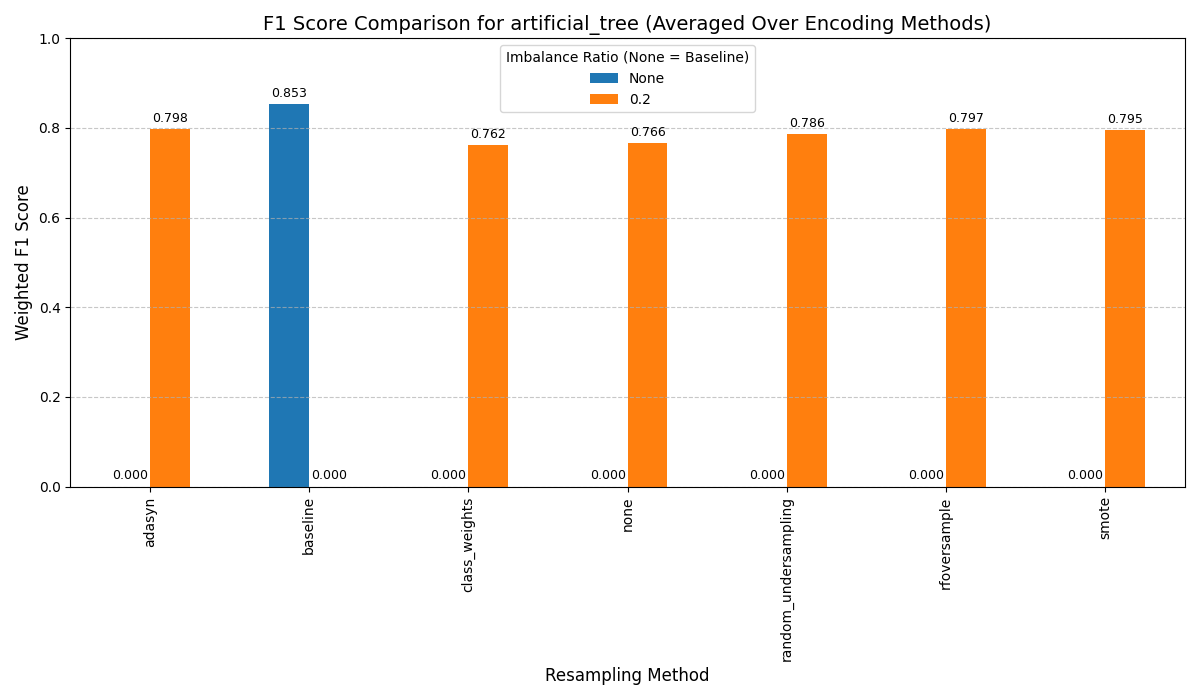 F1 Score Comparison for artificial_tree (Averaged Over Encoding Methods)
Imbalance Ratio (None = Baseline)
None
0.2
Weighted F1 Score
1.0
0.8
0.6
0.4
0.2
0.0
0.000
0.798
0.853
0.000
0.000
0.762
0.000
0.766
0.000
0.786
0.000
0.797
0.000
0.795
adasyn
baseline
class_weights
none
random_undersampling
rfoversample
smote
Resampling Method